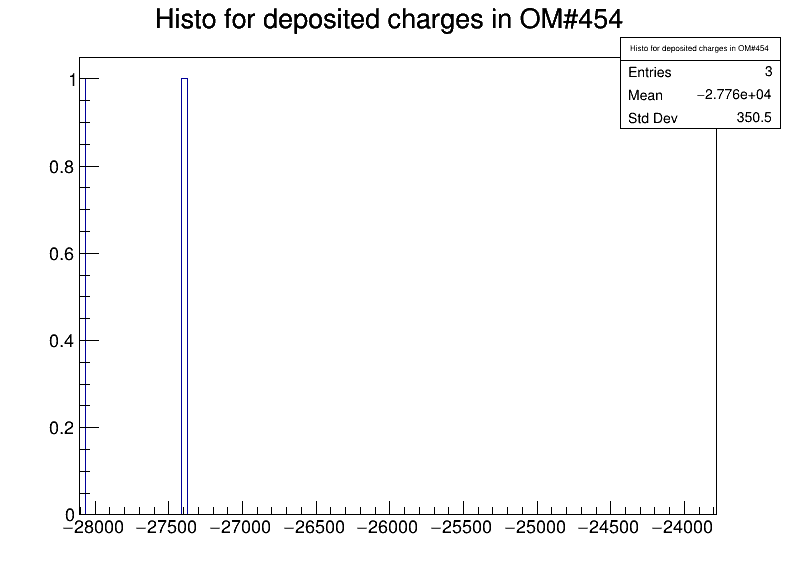 Histo for deposited charges in OM#454
Histo for deposited charges in OM#454
Entries 3
Mean −2.776e+04
Std Dev 350.5
1
0.8
0.6
0.4
0.2
0
−28000 −27500 −27000 −26500 −26000 −25500 −25000 −24500 −24000